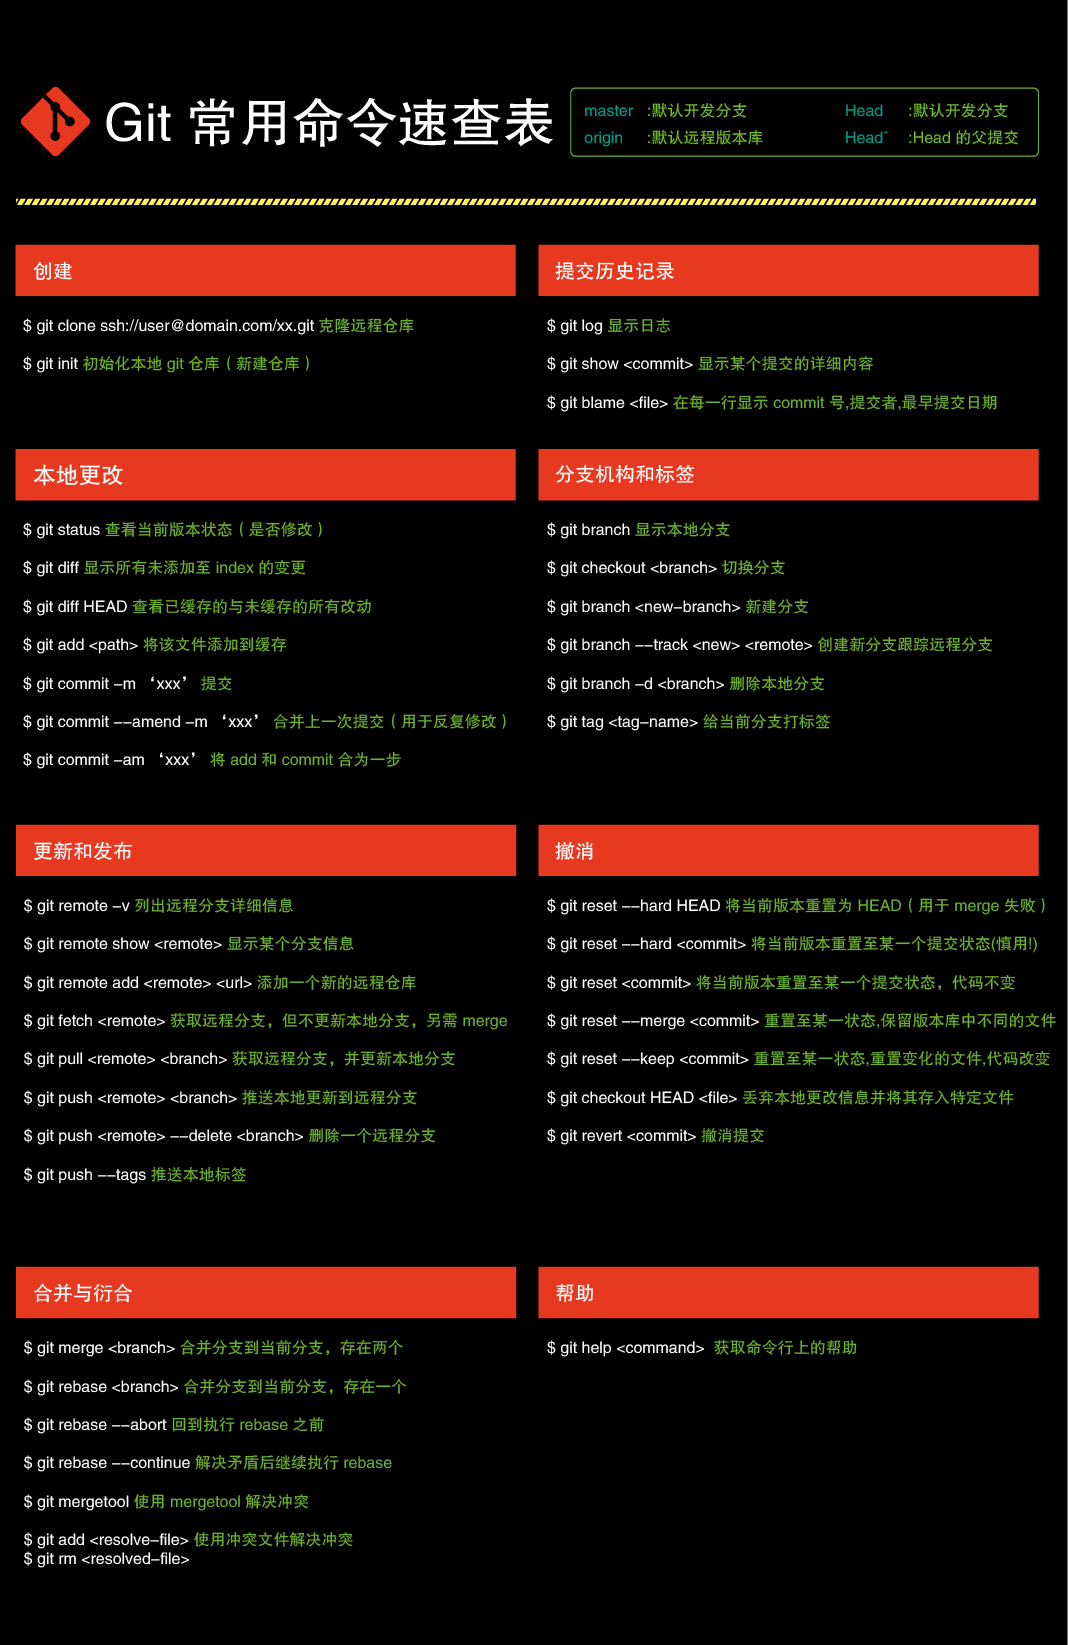 Git 常用命令速查表
master :默认开发分支
Head :默认开发分支
origin :默认远程版本库
Head^ :Head 的父提交
创建
$ git clone ssh://user@domain.com/xx.git 克隆远程仓库
$ git init 初始化本地 git 仓库（新建仓库）
提交历史记录
$ git log 显示日志
$ git show <commit> 显示某个提交的详细内容
$ git blame <file> 在每一行显示 commit 号,提交者,最早提交日期
本地更改
$ git status 查看当前版本状态（是否修改）
$ git diff 显示所有未添加至 index 的变更
$ git diff HEAD 查看已缓存的与未缓存的所有改动
$ git add <path> 将该文件添加到缓存
$ git commit -m ‘xxx’ 提交
$ git commit --amend -m ‘xxx’ 合并上一次提交（用于反复修改）
$ git commit -am ‘xxx’ 将 add 和 commit 合为一步
分支机构和标签
$ git branch 显示本地分支
$ git checkout <branch> 切换分支
$ git branch <new-branch> 新建分支
$ git branch --track <new> <remote> 创建新分支跟踪远程分支
$ git branch -d <branch> 删除本地分支
$ git tag <tag-name> 给当前分支打标签
更新和发布
$ git remote -v 列出远程分支详细信息
$ git remote show <remote> 显示某个分支信息
$ git remote add <remote> <url> 添加一个新的远程仓库
$ git fetch <remote> 获取远程分支，但不更新本地分支，另需 merge
$ git pull <remote> <branch> 获取远程分支，并更新本地分支
$ git push <remote> <branch> 推送本地更新到远程分支
$ git push <remote> --delete <branch> 删除一个远程分支
$ git push --tags 推送本地标签
撤消
$ git reset --hard HEAD 将当前版本重置为 HEAD（用于 merge 失败）
$ git reset --hard <commit> 将当前版本重置至某一个提交状态(慎用!)
$ git reset <commit> 将当前版本重置至某一个提交状态，代码不变
$ git reset --merge <commit> 重置至某一状态,保留版本库中不同的文件
$ git reset --keep <commit> 重置至某一状态,重置变化的文件,代码改变
$ git checkout HEAD <file> 丢弃本地更改信息并将其存入特定文件
$ git revert <commit> 撤消提交
合并与衍合
$ git merge <branch> 合并分支到当前分支，存在两个
$ git rebase <branch> 合并分支到当前分支，存在一个
$ git rebase --abort 回到执行 rebase 之前
$ git rebase --continue 解决矛盾后继续执行 rebase
$ git mergetool 使用 mergetool 解决冲突
$ git add <resolve-file> 使用冲突文件解决冲突
$ git rm <resolved-file>
帮助
$ git help <command> 获取命令行上的帮助